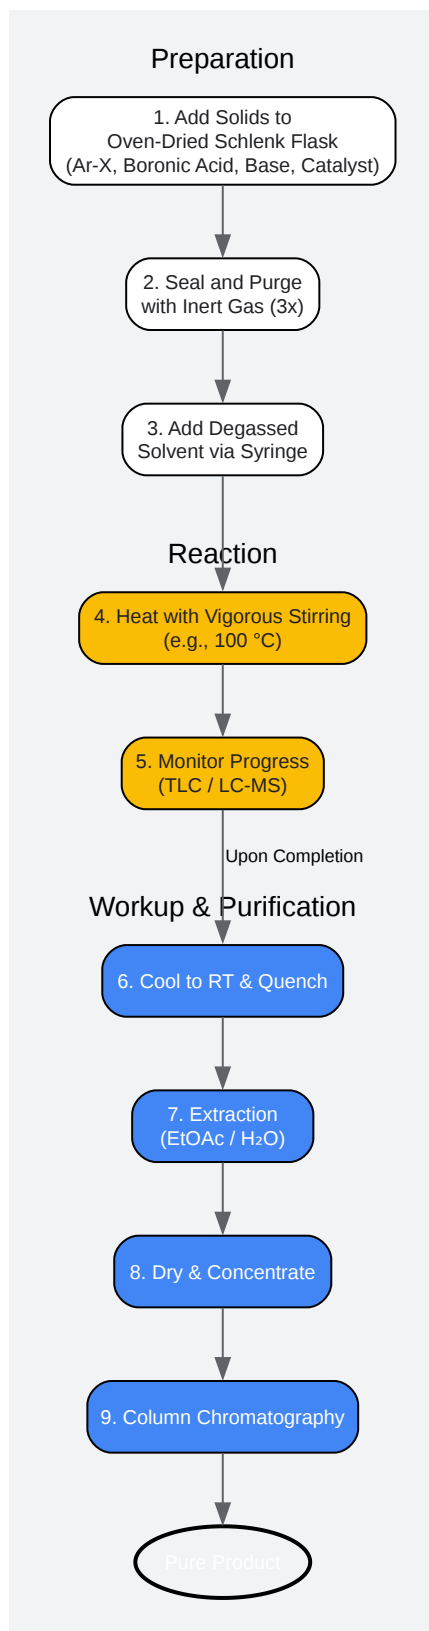 Preparation
1. Add Solids to
Oven-Dried Schlenk Flask
(Ar-X, Boronic Acid, Base, Catalyst)
2. Seal and Purge
with Inert Gas (3x)
3. Add Degassed
Solvent via Syringe
Reaction
4. Heat with Vigorous Stirring
(e.g., 100 °C)
5. Monitor Progress
(TLC / LC-MS)
Upon Completion
Workup & Purification
6. Cool to RT & Quench
7. Extraction
(EtOAc / H₂O)
8. Dry & Concentrate
9. Column Chromatography
Pure Product